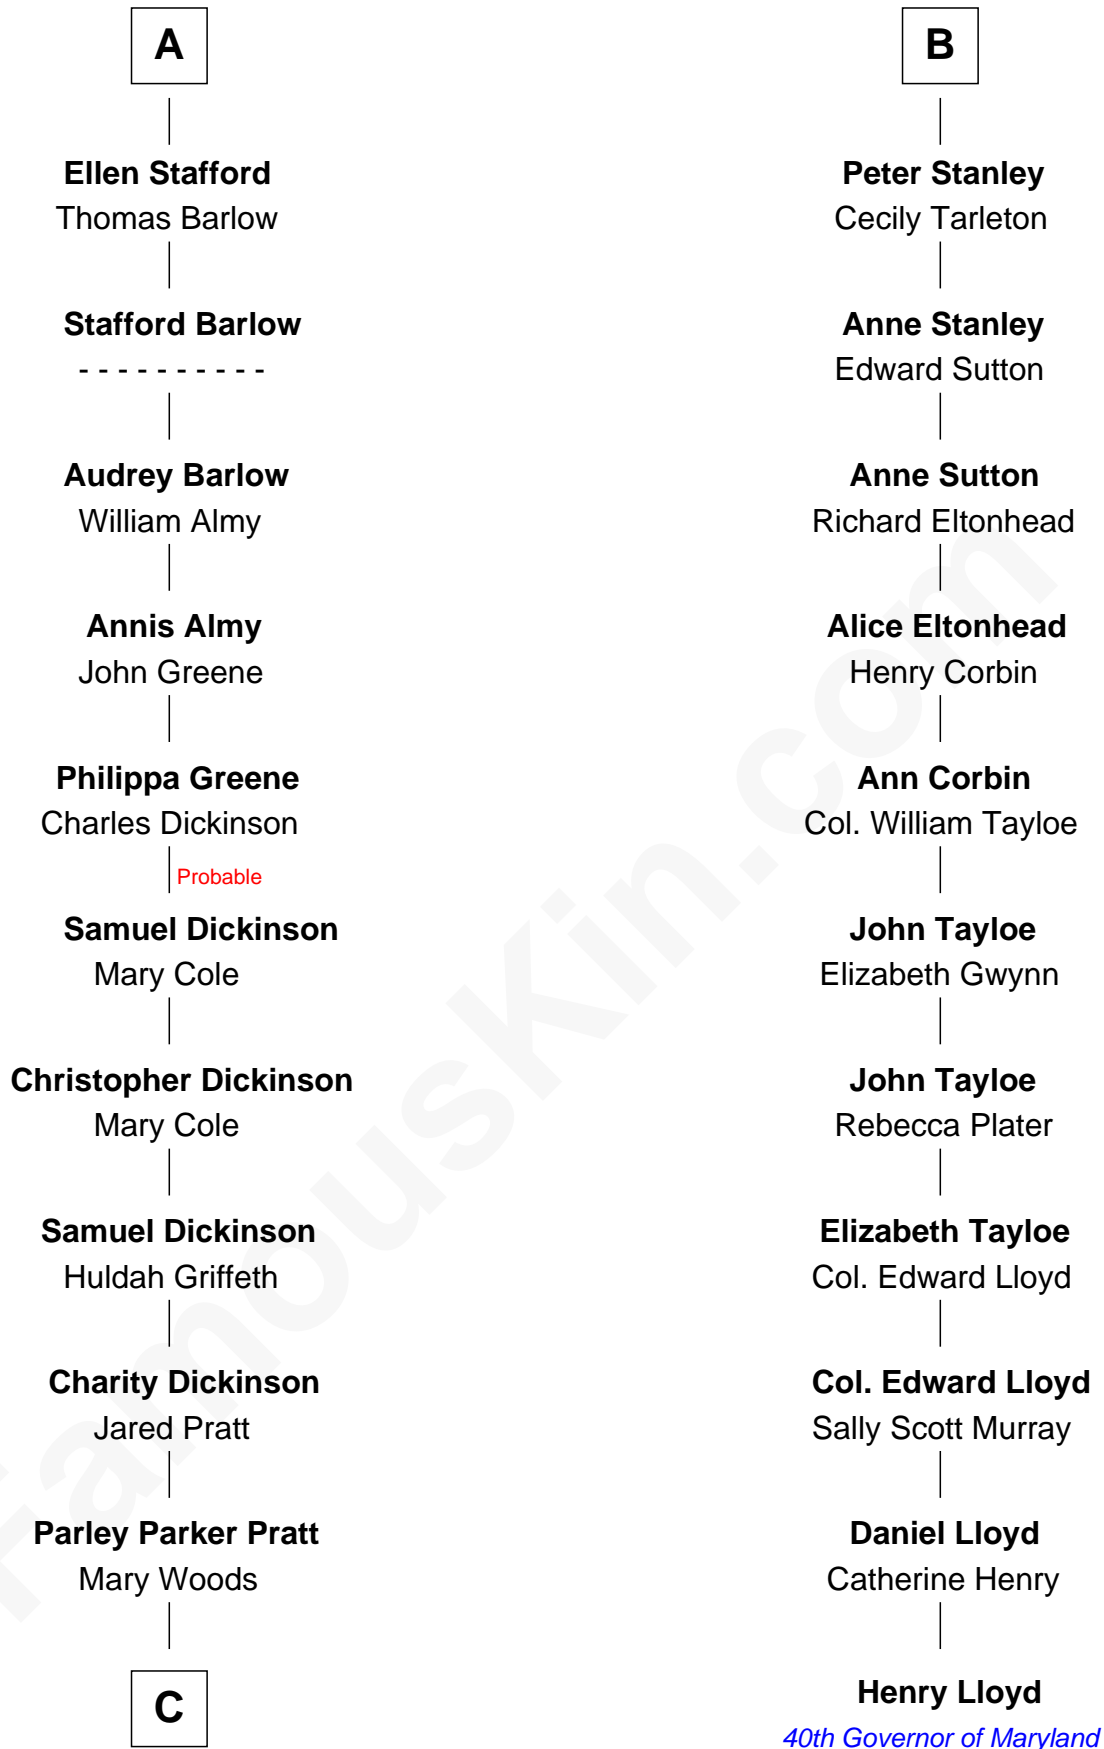 A
Ellen Stafford
Thomas Barlow
Stafford Barlow
- - - - - - - - - -
Audrey Barlow
William Almy
Annis Almy
John Greene
Philippa Greene
Charles Dickinson
Probable
Samuel Dickinson
Mary Cole
Christopher Dickinson
Mary Cole
Samuel Dickinson
Huldah Griffeth
Charity Dickinson
Jared Pratt
Parley Parker Pratt
Mary Woods
C
B
Peter Stanley
Cecily Tarleton
Anne Stanley
Edward Sutton
Anne Sutton
Richard Eltonhead
Alice Eltonhead
Henry Corbin
Ann Corbin
Col. William Tayloe
John Tayloe
Elizabeth Gwynn
John Tayloe
Rebecca Plater
Elizabeth Tayloe
Col. Edward Lloyd
Col. Edward Lloyd
Sally Scott Murray
Daniel Lloyd
Catherine Henry
Henry Lloyd
40th Governor of Maryland
FamousKin.com